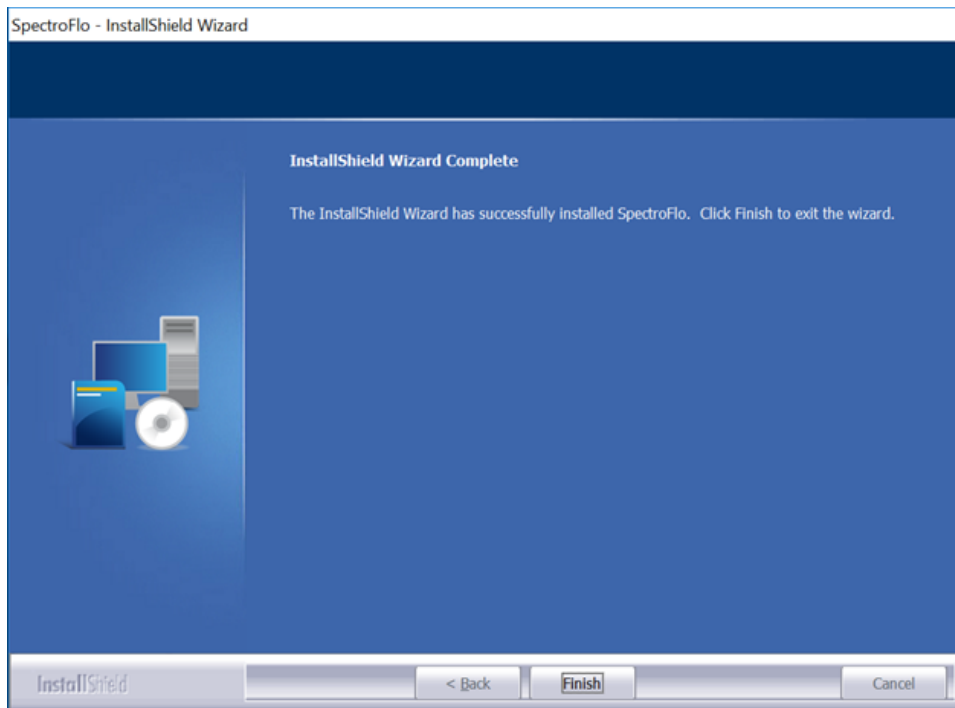 SpectroFlo - InstallShield Wizard
InstallShield Wizard Complete
The InstallShield Wizard has successfully installed SpectroFlo.  Click Finish to exit the wizard.
InstallShield
< Back
Finish
Cancel